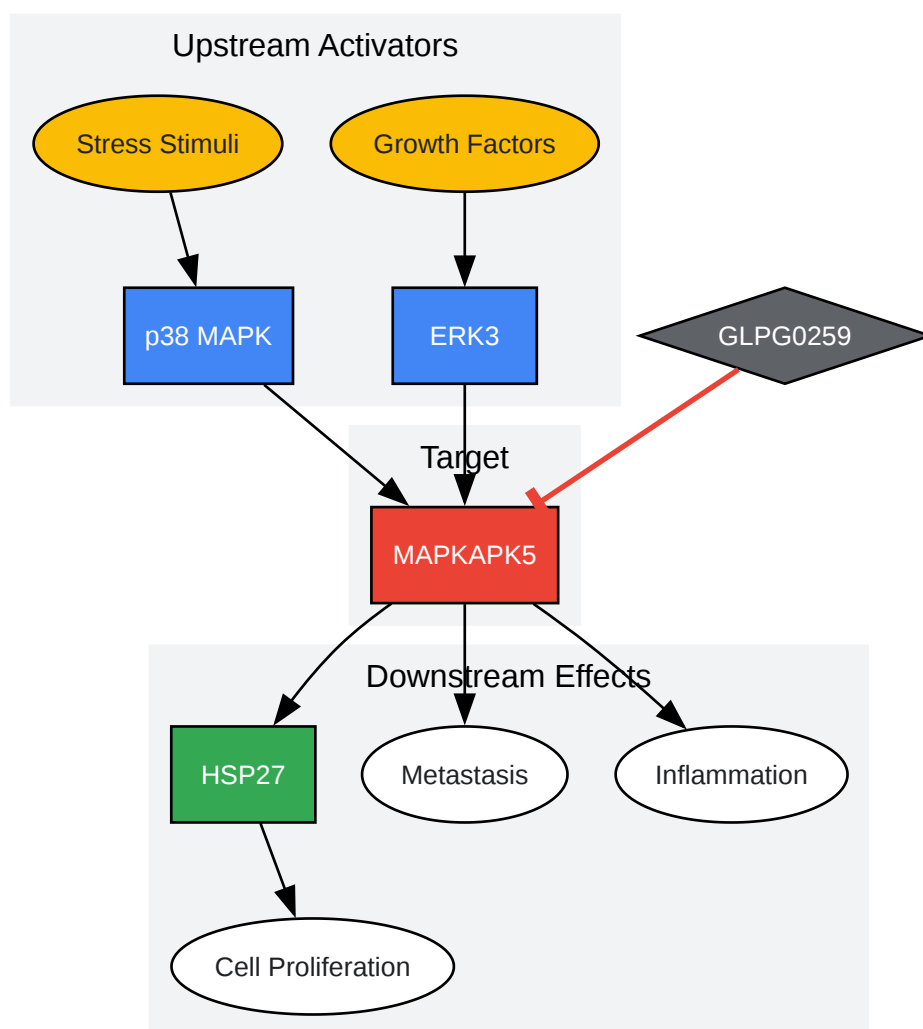 Upstream Activators
Stress Stimuli
Growth Factors
p38 MAPK
ERK3
GLPG0259
Target
MAPKAPK5
Downstream Effects
HSP27
Metastasis
Inflammation
Cell Proliferation